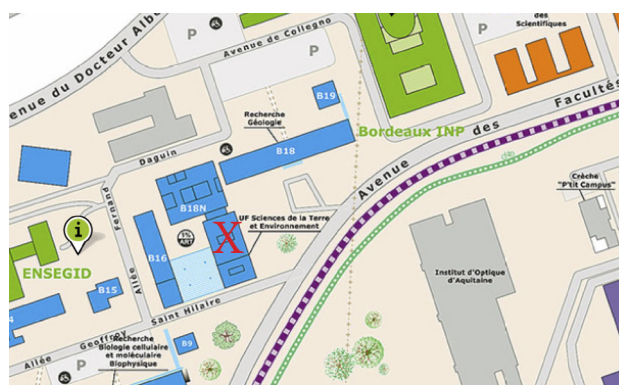 enue du Docteur Albe
P
Avenue de Collegno
P
P
des
Scientifiques
B19
Recherche
Géologie
Bordeaux INP
Avenue des Facultés
B18
Daguin
Fernand
Allée
B18N
1%
ART
X
UF Sciences de la Terre
et Environnement
Crèche
"P'tit Campus"
i
ENSEGID
B16
B15
Institut d'Optique
d'Aquitaine
Saint Hilaire
Geoffroy
Allée
4
B9
Recherche
Biologie cellulaire
et moléculaire
Biophysique